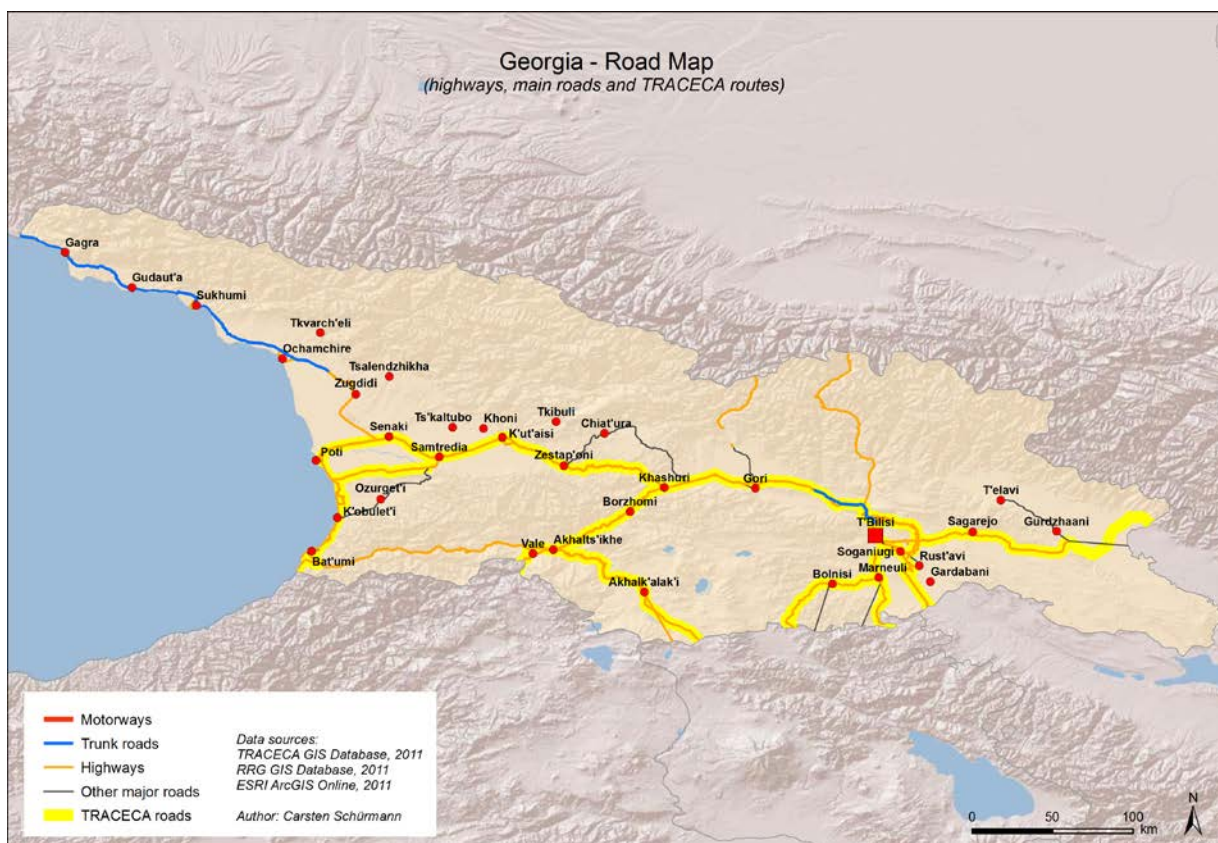 Georgia - Road Map
(highways, main roads and TRACECA routes)
Gagra
Gudaut'a
Sukhumi
Tkvarch'eli
Ochamchire
Tsalendzhikha
Zugdidi
Ts'kaltubo
Khoni
Tkibuli
Chiat'ura
Senaki
K'ut'aisi
Samtredia
Zestap'oni
Poti
Khashuri
Gori
Ozurget'i
T'elavi
Borzhomi
K'obulet'i
T'Bilisi
Sagarejo
Gurdzhaani
Vale
Akhalts'ikhe
Bat'umi
Soganlugi
Rust'avi
Marneuli
Gardabani
Bolnisi
Akhalk'alak'i
Motorways
Trunk roads
Highways
Other major roads
TRACECA roads
Data sources:
TRACECA GIS Database, 2011
RRG GIS Database, 2011
ESRI ArcGIS Online, 2011
Author: Carsten Schürmann
N
0 50 100
km